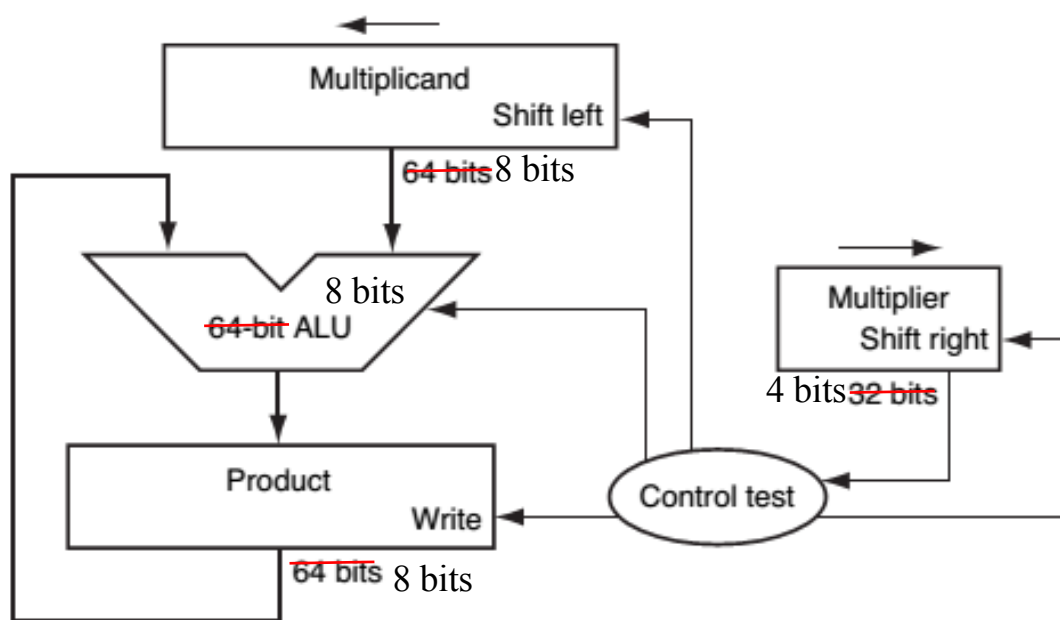 Multiplicand
Shift left
64 bits 8 bits
8 bits
64-bit ALU
Multiplier
Shift right
4 bits 32 bits
Product
Write
Control test
64 bits 8 bits